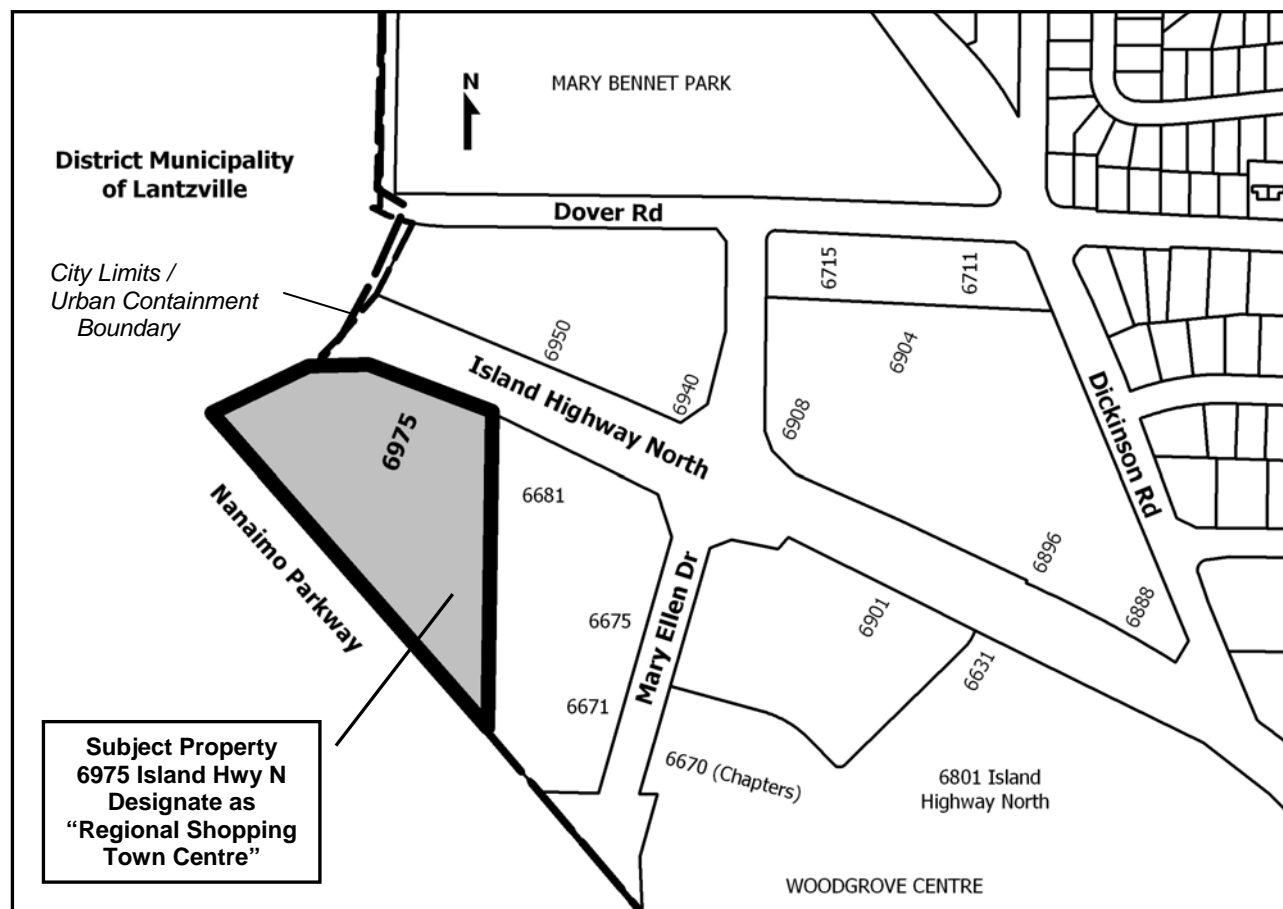 MARY BENNET PARK
N
District Municipality
of Lantzville
Dover Rd
City Limits /
Urban Containment
Boundary
6715
6711
6950
6940
6904
6908
Island Highway North
Dickinson Rd
6975
6681
Nanaimo Parkway
6896
6888
6675
Mary Ellen Dr
6901
6631
6671
6670 (Chapters)
6801 Island
Highway North
Subject Property
6975 Island Hwy N
Designate as
“Regional Shopping
Town Centre”
WOODGROVE CENTRE